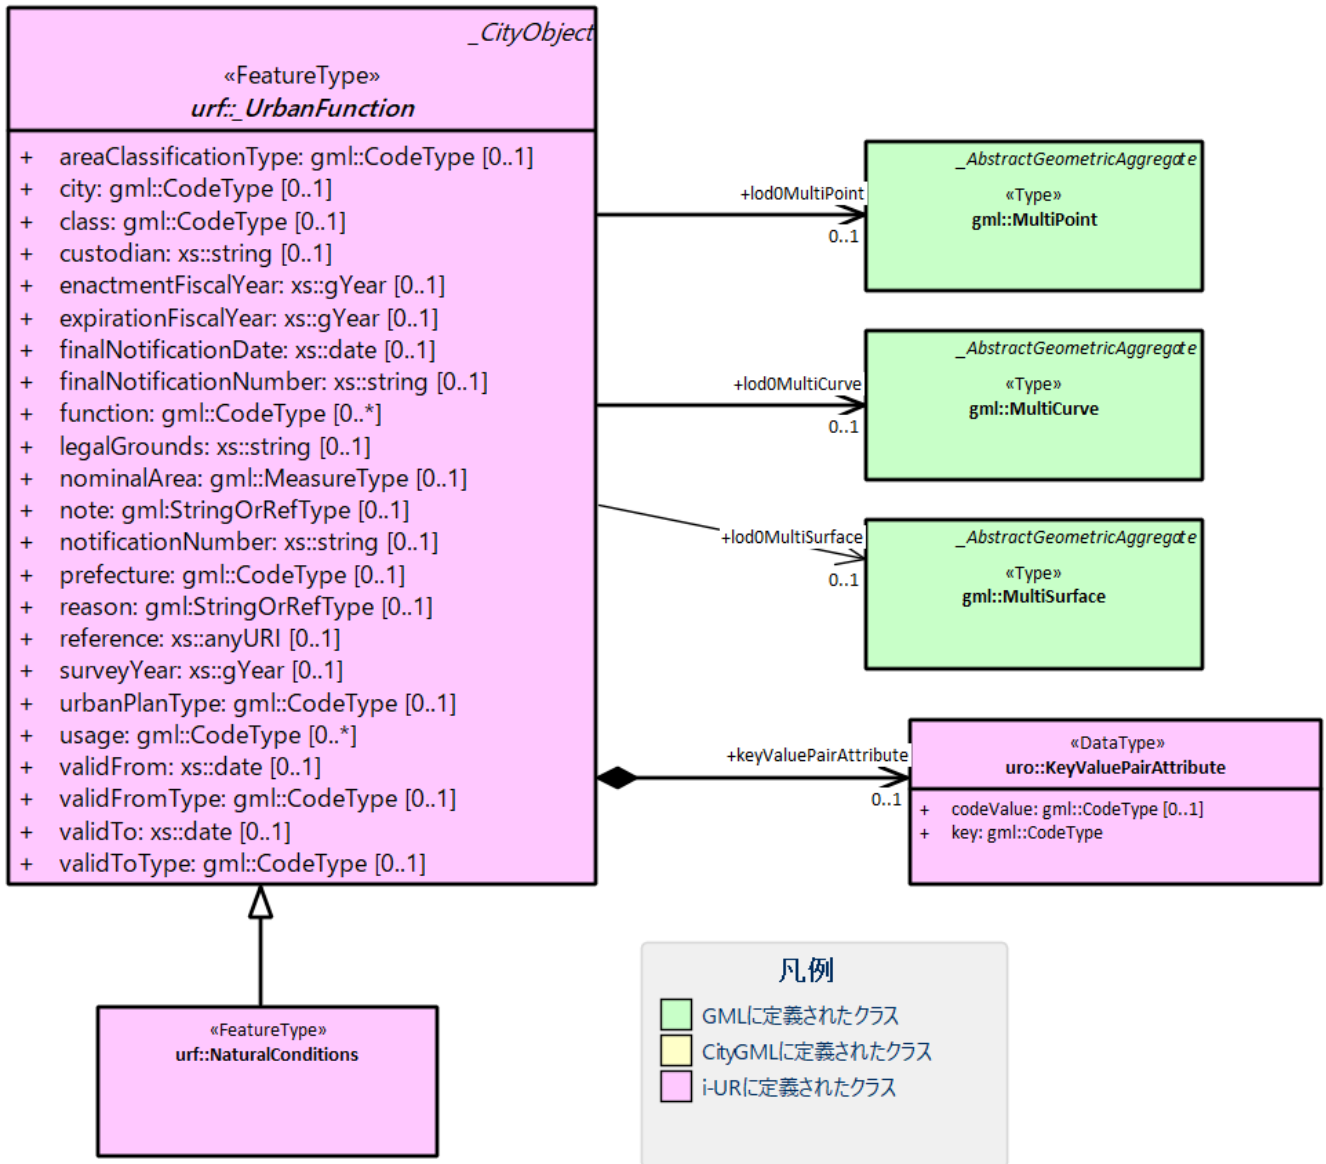 _CityObject
«FeatureType»
urf::_UrbanFunction
+ areaClassificationType: gml::CodeType [0..1]
+ city: gml::CodeType [0..1]
+ class: gml::CodeType [0..1]
+ custodian: xs::string [0..1]
+ enactmentFiscalYear: xs::gYear [0..1]
+ expirationFiscalYear: xs::gYear [0..1]
+ finalNotificationDate: xs::date [0..1]
+ finalNotificationNumber: xs::string [0..1]
+ function: gml::CodeType [0..*]
+ legalGrounds: xs::string [0..1]
+ nominalArea: gml::MeasureType [0..1]
+ note: gml:StringOrRefType [0..1]
+ notificationNumber: xs::string [0..1]
+ prefecture: gml::CodeType [0..1]
+ reason: gml:StringOrRefType [0..1]
+ reference: xs::anyURI [0..1]
+ surveyYear: xs::gYear [0..1]
+ urbanPlanType: gml::CodeType [0..1]
+ usage: gml::CodeType [0..*]
+ validFrom: xs::date [0..1]
+ validFromType: gml::CodeType [0..1]
+ validTo: xs::date [0..1]
+ validToType: gml::CodeType [0..1]
+lod0MultiPoint
0..1
_AbstractGeometricAggregate
«Type»
gml::MultiPoint
+lod0MultiCurve
0..1
_AbstractGeometricAggregate
«Type»
gml::MultiCurve
+lod0MultiSurface
0..1
_AbstractGeometricAggregate
«Type»
gml::MultiSurface
+keyValuePairAttribute
0..1
«DataType»
uro::KeyValuePairAttribute
+ codeValue: gml::CodeType [0..1]
+ key: gml::CodeType
«FeatureType»
urf::NaturalConditions
凡例
GMLに定義されたクラス
CityGMLに定義されたクラス
i-URに定義されたクラス